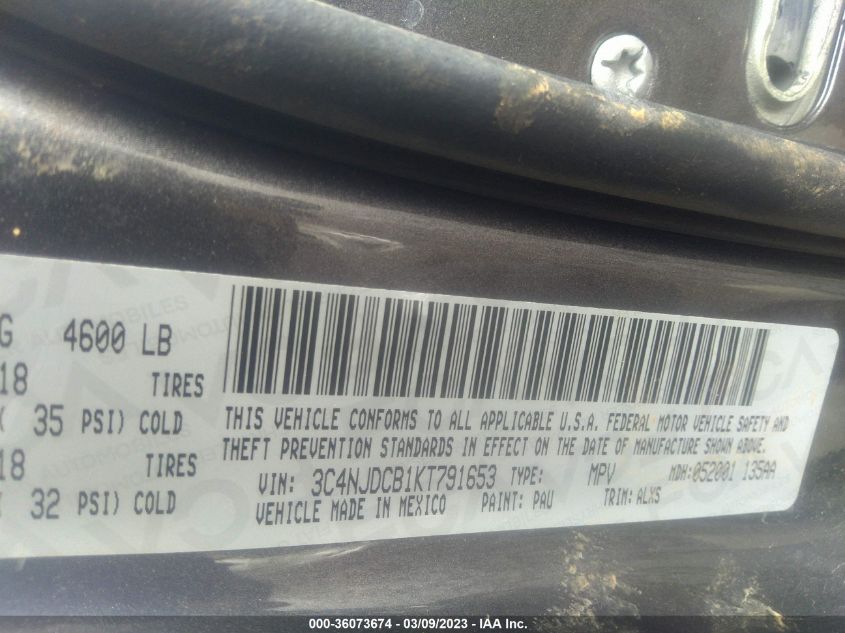 G 4600 LB
18 TIRES
35 PSI) COLD
18 TIRES
32 PSI) COLD
THIS VEHICLE CONFORMS TO ALL APPLICABLE U.S.A. FEDERAL MOTOR VEHICLE SAFETY AND
THEFT PREVENTION STANDARDS IN EFFECT ON THE DATE OF MANUFACTURE SHOWN ABOVE.
VIN: 3C4NJDCB1KT791653 TYPE: MPV MDH:052001 135AA
VEHICLE MADE IN MEXICO PAINT: PAU TRIM: ALXS
000-36073674 - 03/09/2023 - IAA Inc.